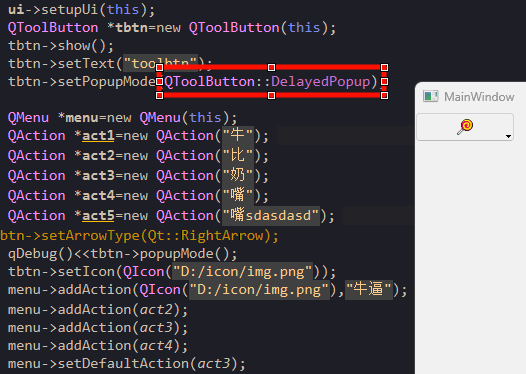 ui->setupUi(this);
QToolButton *tbtn=new QToolButton(this);
tbtn->show();
tbtn->setText("toolbtn");
tbtn->setPopupMode(QToolButton::DelayedPopup)
MainWindow
QMenu *menu=new QMenu(this);
QAction *act1=new QAction("牛");
QAction *act2=new QAction("比");
QAction *act3=new QAction("奶");
QAction *act4=new QAction("嘴");
QAction *act5=new QAction("嘴sdasdasd");
btn->setArrowType(Qt::RightArrow);
qDebug()<<tbtn->popupMode();
tbtn->setIcon(QIcon("D:/icon/img.png"));
menu->addAction(QIcon("D:/icon/img.png"),"牛逼");
menu->addAction(act2);
menu->addAction(act3);
menu->addAction(act4);
menu->setDefaultAction(act3);